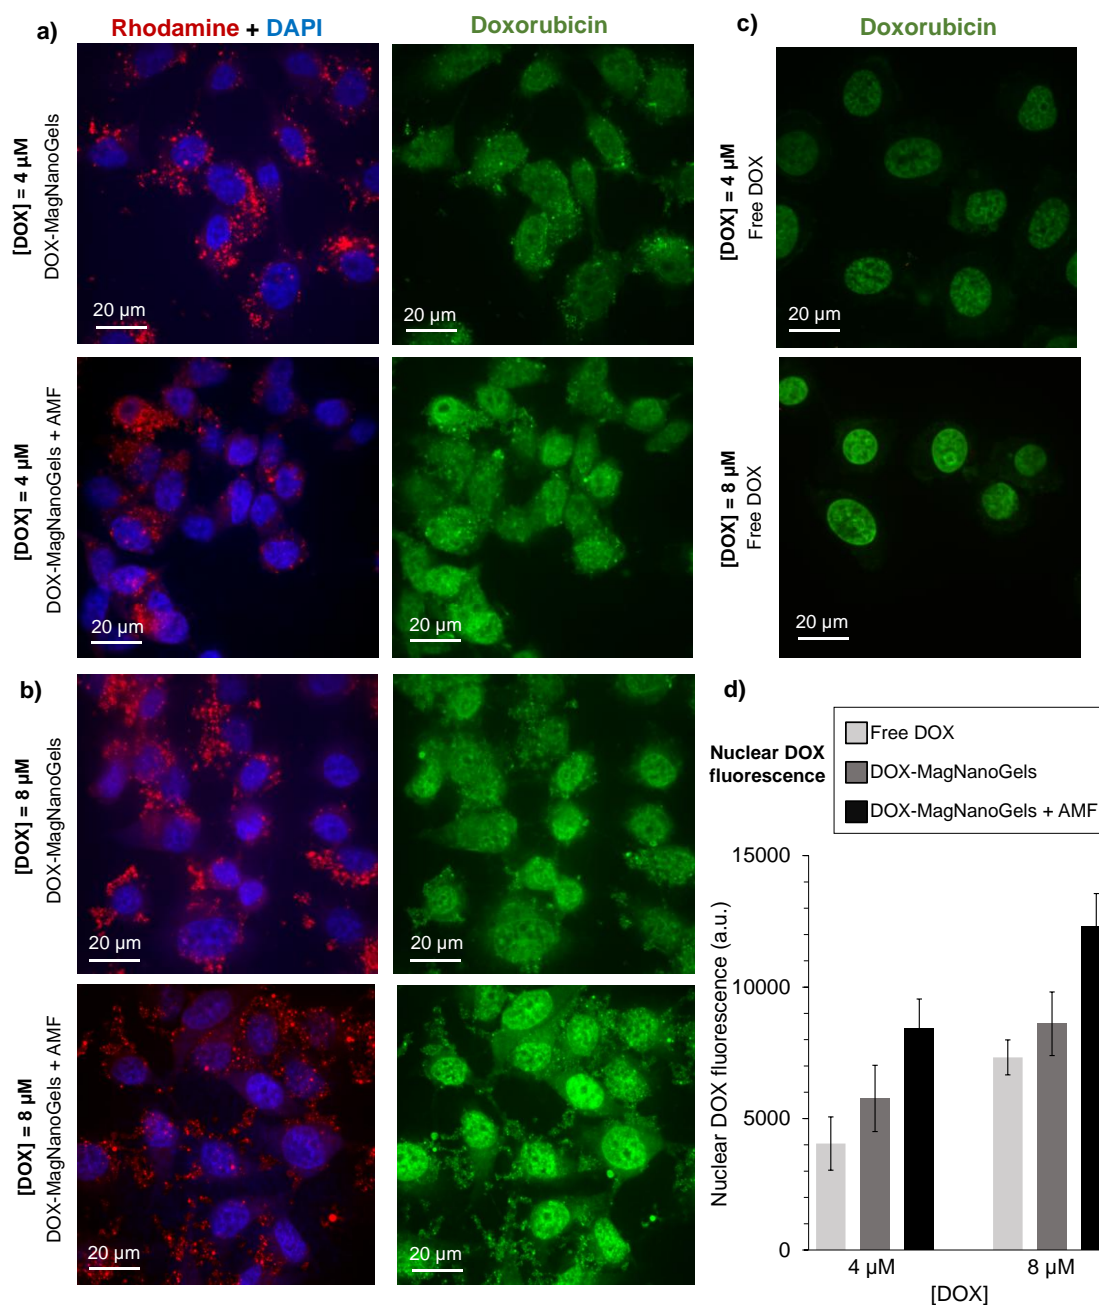 a)
Rhodamine + DAPI
Doxorubicin
[DOX] = 4 µM
DOX-MagNanoGels
20 µm
20 µm
[DOX] = 4 µM
DOX-MagNanoGels + AMF
20 µm
20 µm
b)
[DOX] = 8 µM
DOX-MagNanoGels
20 µm
20 µm
[DOX] = 8 µM
DOX-MagNanoGels + AMF
20 µm
20 µm
c)
Doxorubicin
[DOX] = 4 µM
Free DOX
20 µm
[DOX] = 8 µM
Free DOX
20 µm
d)
Nuclear DOX
fluorescence
Free DOX
DOX-MagNanoGels
DOX-MagNanoGels + AMF
Nuclear DOX fluorescence (a.u.)
15000
10000
5000
0
4 µM
8 µM
[DOX]